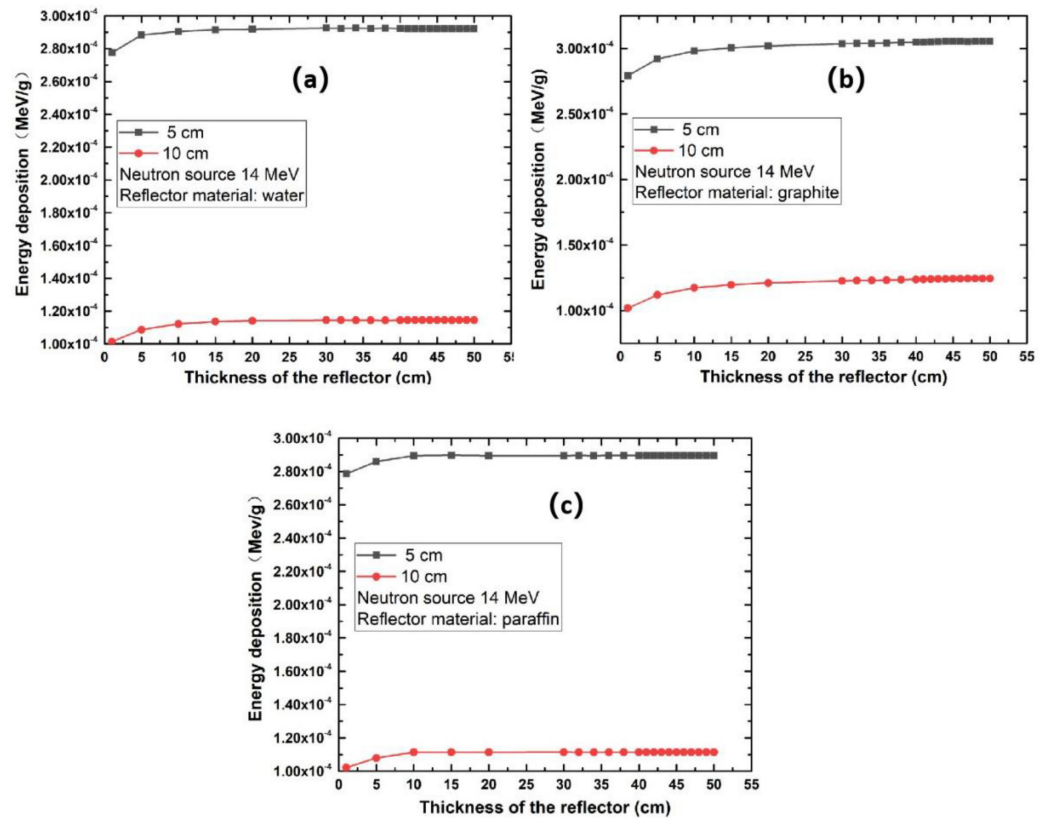 3.00x10⁻⁴
2.80x10⁻⁴
2.60x10⁻⁴
2.40x10⁻⁴
2.20x10⁻⁴
2.00x10⁻⁴
1.80x10⁻⁴
1.60x10⁻⁴
1.40x10⁻⁴
1.20x10⁻⁴
1.00x10⁻⁴
Energy deposition（MeV/g）
(a)
5 cm
10 cm
Neutron source 14 MeV
Reflector material: water
0 5 10 15 20 25 30 35 40 45 50 55
Thickness of the reflector (cm)
3.00x10⁻⁴
2.50x10⁻⁴
2.00x10⁻⁴
1.50x10⁻⁴
1.00x10⁻⁴
Energy deposition（MeV/g)
(b)
5 cm
10 cm
Neutron source 14 MeV
Reflector material: graphite
0 5 10 15 20 25 30 35 40 45 50 55
Thickness of the reflector (cm)
3.00x10⁻⁴
2.80x10⁻⁴
2.60x10⁻⁴
2.40x10⁻⁴
2.20x10⁻⁴
2.00x10⁻⁴
1.80x10⁻⁴
1.60x10⁻⁴
1.40x10⁻⁴
1.20x10⁻⁴
1.00x10⁻⁴
Energy deposition（Mev/g）
(c)
5 cm
10 cm
Neutron source 14 MeV
Reflector material: paraffin
0 5 10 15 20 25 30 35 40 45 50 55
Thickness of the reflector (cm)